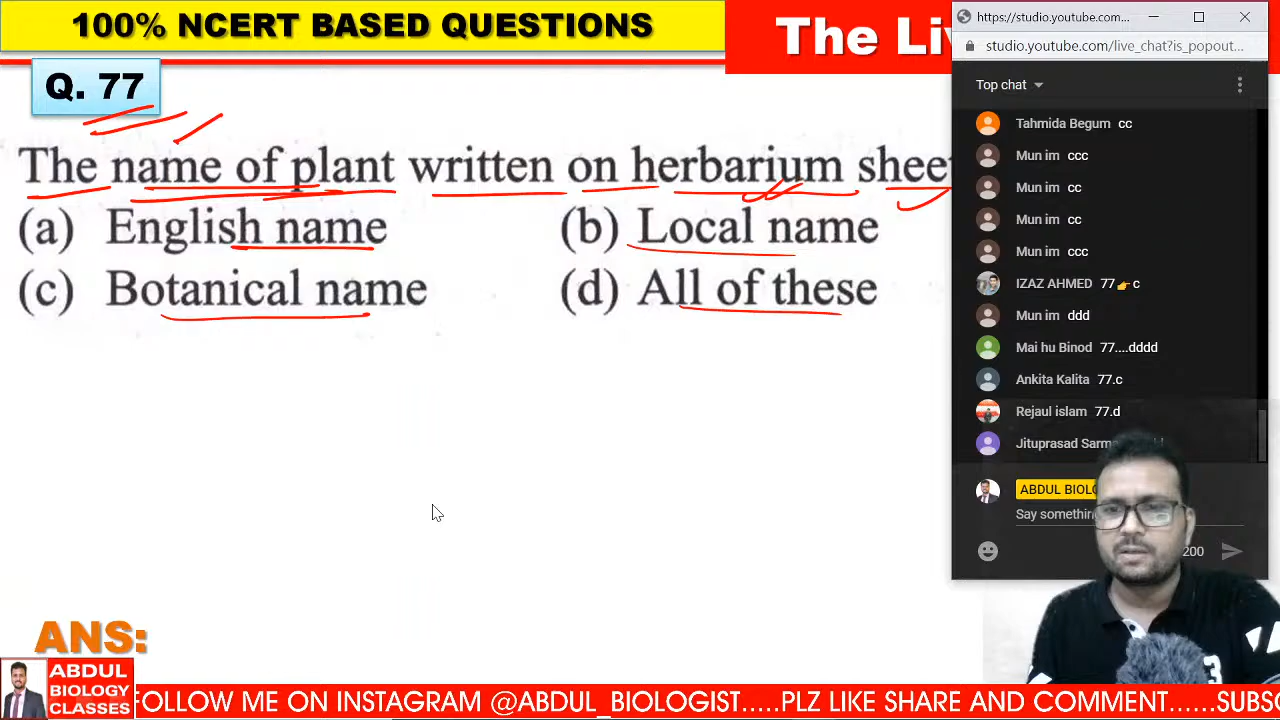 100% NCERT BASED QUESTIONS
The Liv
Q. 77
The name of plant written on herbarium sheet
(a) English name (b) Local name
(c) Botanical name (d) All of these
ANS:
ABDUL
BIOLOGY
CLASSES
FOLLOW ME ON INSTAGRAM @ABDUL_BIOLOGIST.....PLZ LIKE SHARE AND COMMENT......SUBS
https://studio.youtube.com...
studio.youtube.com/live_chat?is_popout...
Top chat
Tahmida Begum cc
Mun im ccc
Mun im cc
Mun im cc
Mun im ccc
IZAZ AHMED 77👉c
Mun im ddd
Mai hu Binod 77....dddd
Ankita Kalita 77.c
Rejaul islam 77.d
Jituprasad Sarm
ABDUL BIOLO
Say somethin
200